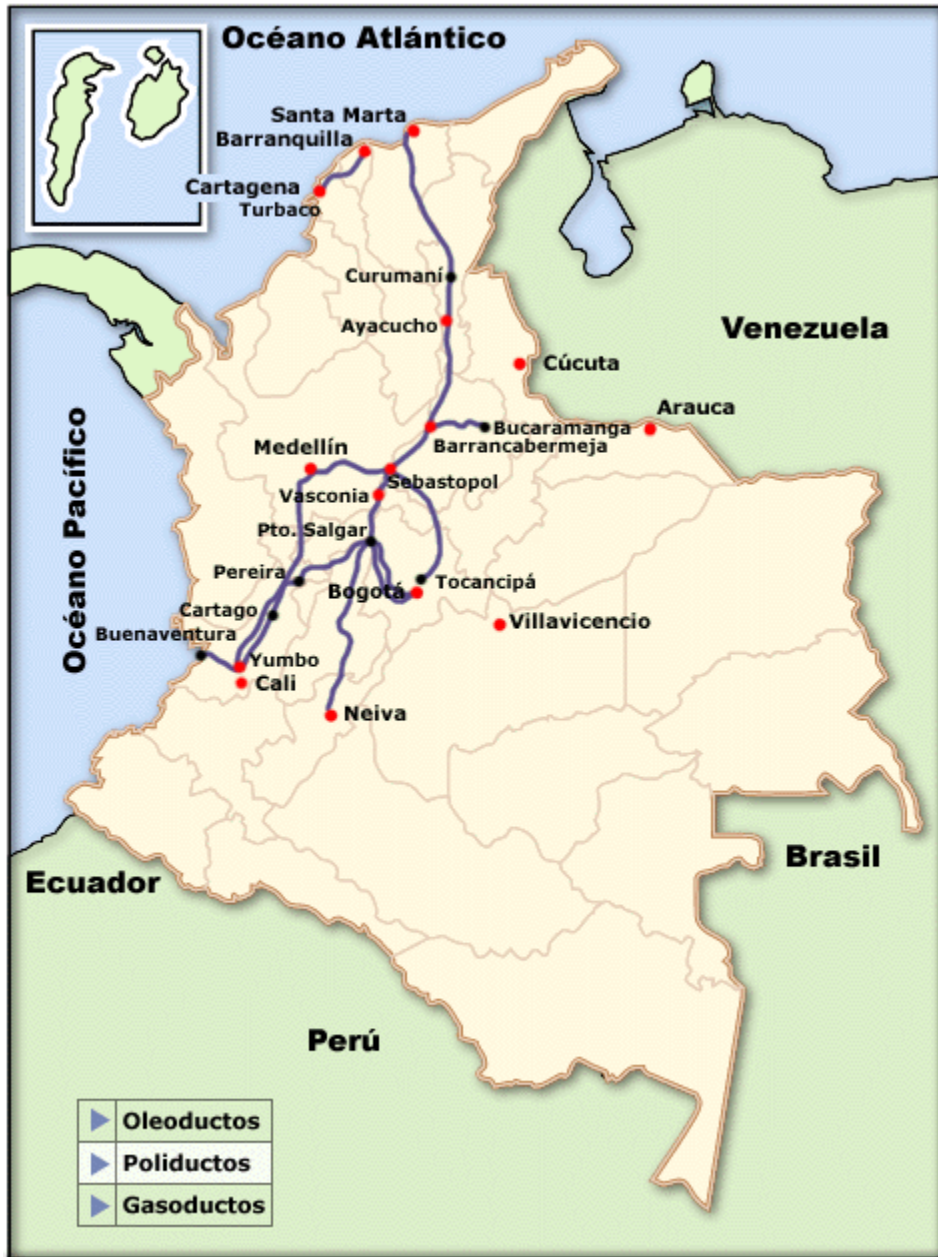 Océano Atlántico
Santa Marta
Barranquilla
Cartagena
Turbaco
Curumaní
Ayacucho
Venezuela
Cúcuta
Arauca
Océano Pacífico
Bucaramanga
Barrancabermeja
Medellín
Sebastopol
Vasconia
Pto. Salgar
Pereira
Tocancipá
Bogotá
Cartago
Villavicencio
Buenaventura
Yumbo
Cali
Neiva
Brasil
Ecuador
Perú
Oleoductos
Poliductos
Gasoductos